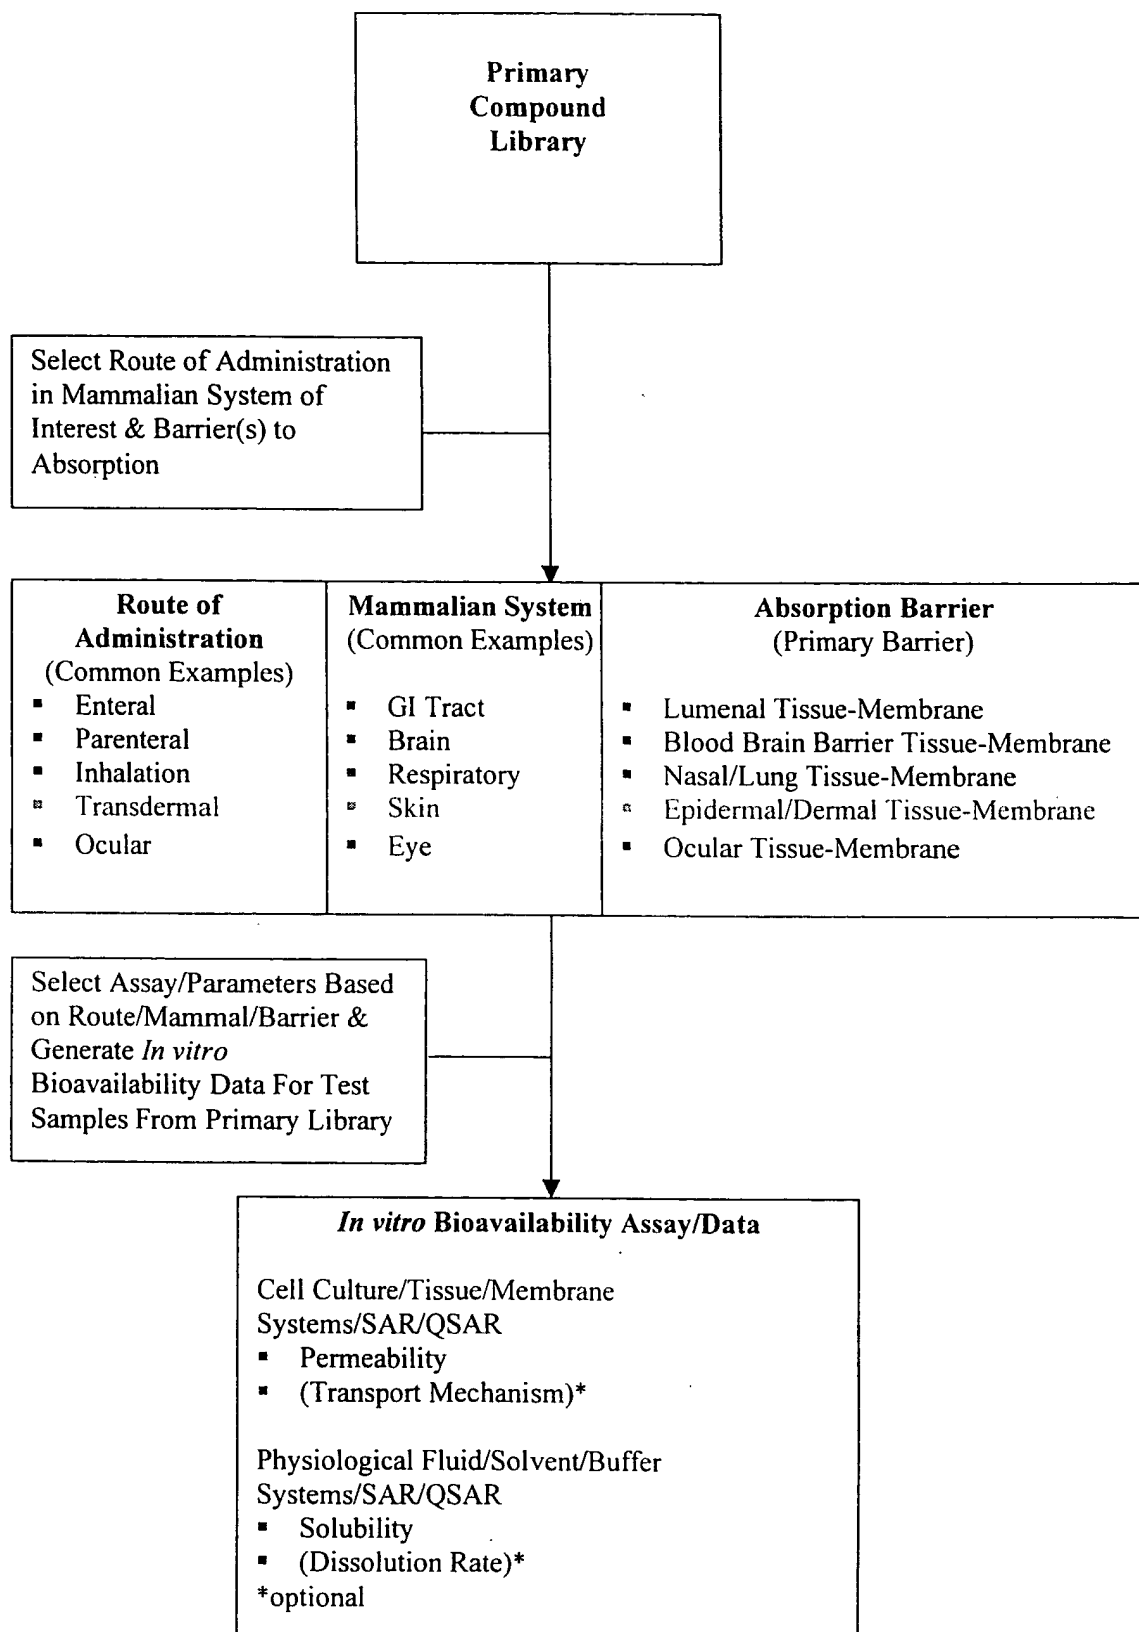 Primary
Compound
Library
Select Route of Administration
in Mammalian System of
Interest & Barrier(s) to
Absorption
Route of
Administration
(Common Examples)
▪ Enteral
▪ Parenteral
▪ Inhalation
▪ Transdermal
▪ Ocular
Mammalian System
(Common Examples)
▪ GI Tract
▪ Brain
▪ Respiratory
▪ Skin
▪ Eye
Absorption Barrier
(Primary Barrier)
▪ Lumenal Tissue-Membrane
▪ Blood Brain Barrier Tissue-Membrane
▪ Nasal/Lung Tissue-Membrane
▪ Epidermal/Dermal Tissue-Membrane
▪ Ocular Tissue-Membrane
Select Assay/Parameters Based
on Route/Mammal/Barrier &
Generate In vitro
Bioavailability Data For Test
Samples From Primary Library
In vitro Bioavailability Assay/Data
Cell Culture/Tissue/Membrane
Systems/SAR/QSAR
▪ Permeability
▪ (Transport Mechanism)*
Physiological Fluid/Solvent/Buffer
Systems/SAR/QSAR
▪ Solubility
▪ (Dissolution Rate)*
*optional